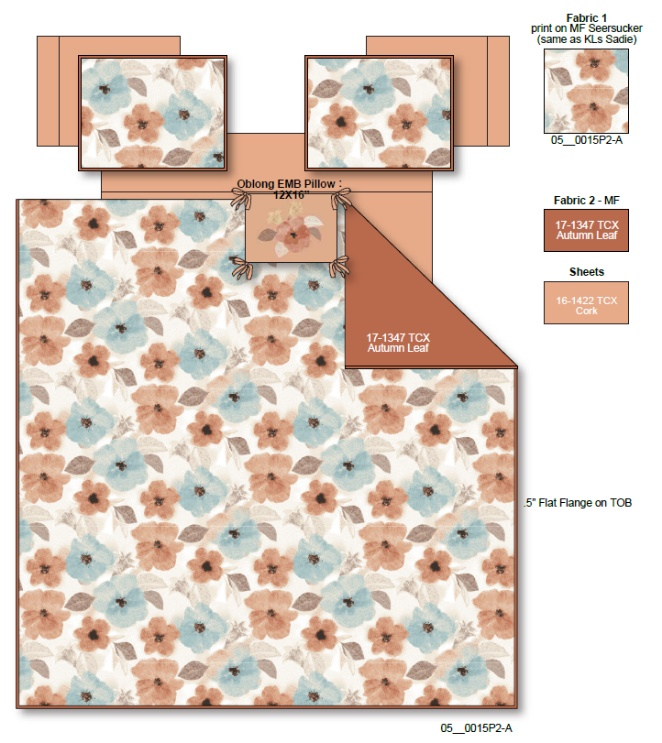 Fabric 1
print on MF Seersucker
(same as KLs Sadie)
05__0015P2-A
Oblong EMB Pillow :
12X16"
Fabric 2 - MF
17-1347 TCX
Autumn Leaf
Sheets
16-1422 TCX
Cork
17-1347 TCX
Autumn Leaf
.5" Flat Flange on TOB
05__0015P2-A